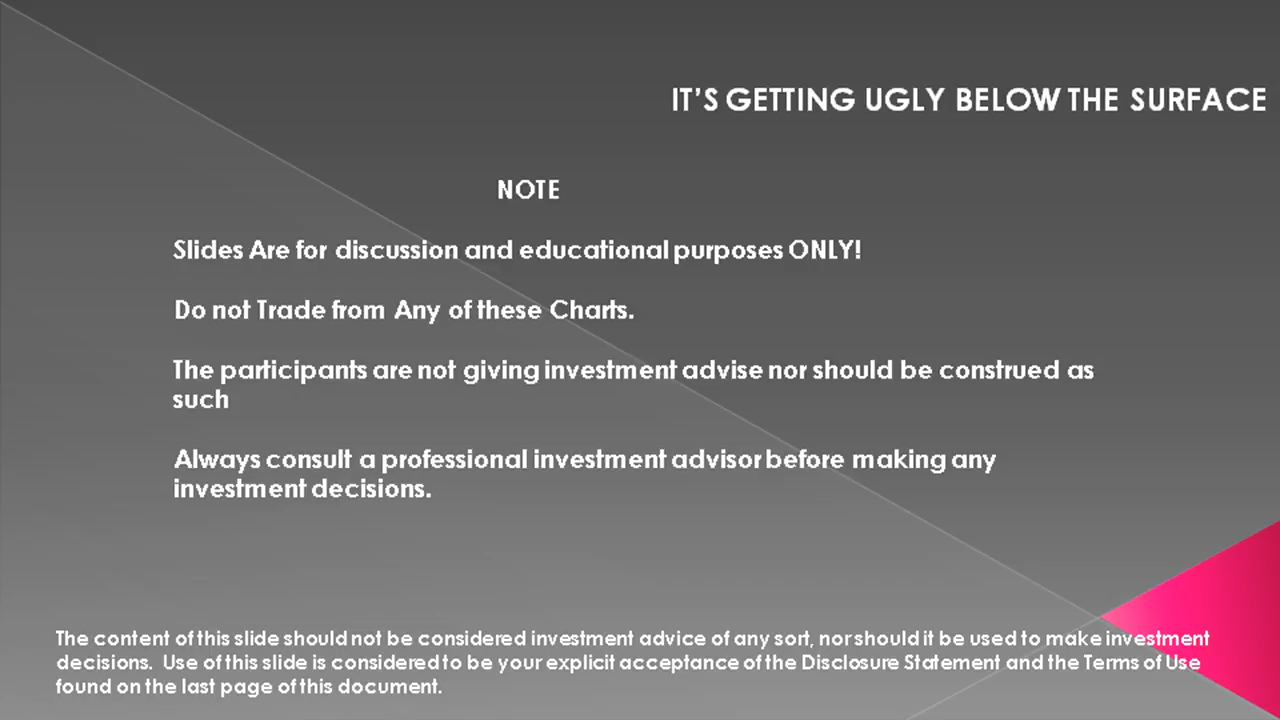 IT'S GETTING UGLY BELOW THE SURFACE
NOTE
Slides Are for discussion and educational purposes ONLY!
Do not Trade from Any of these Charts.
The participants are not giving investment advise nor should be construed as
such
Always consult a professional investment advisor before making any
investment decisions.
The content of this slide should not be considered investment advice of any sort, nor should it be used to make investment
decisions. Use of this slide is considered to be your explicit acceptance of the Disclosure Statement and the Terms of Use
found on the last page of this document.